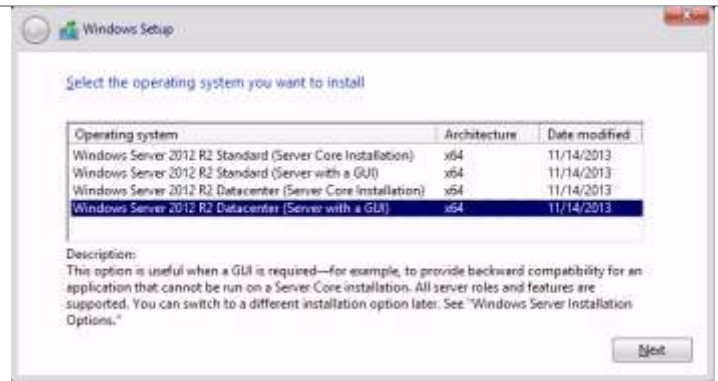 Windows Setup
Select the operating system you want to install
Operating system Architecture Date modified
Windows Server 2012 R2 Standard (Server Core Installation) x64 11/14/2013
Windows Server 2012 R2 Standard (Server with a GUI) x64 11/14/2013
Windows Server 2012 R2 Datacenter (Server Core Installation) x64 11/14/2013
Windows Server 2012 R2 Datacenter (Server with a GUI) x64 11/14/2013
Description:
This option is useful when a GUI is required—for example, to provide backward compatibility for an
application that cannot be run on a Server Core installation. All server roles and features are
supported. You can switch to a different installation option later. See "Windows Server Installation
Options."
Next